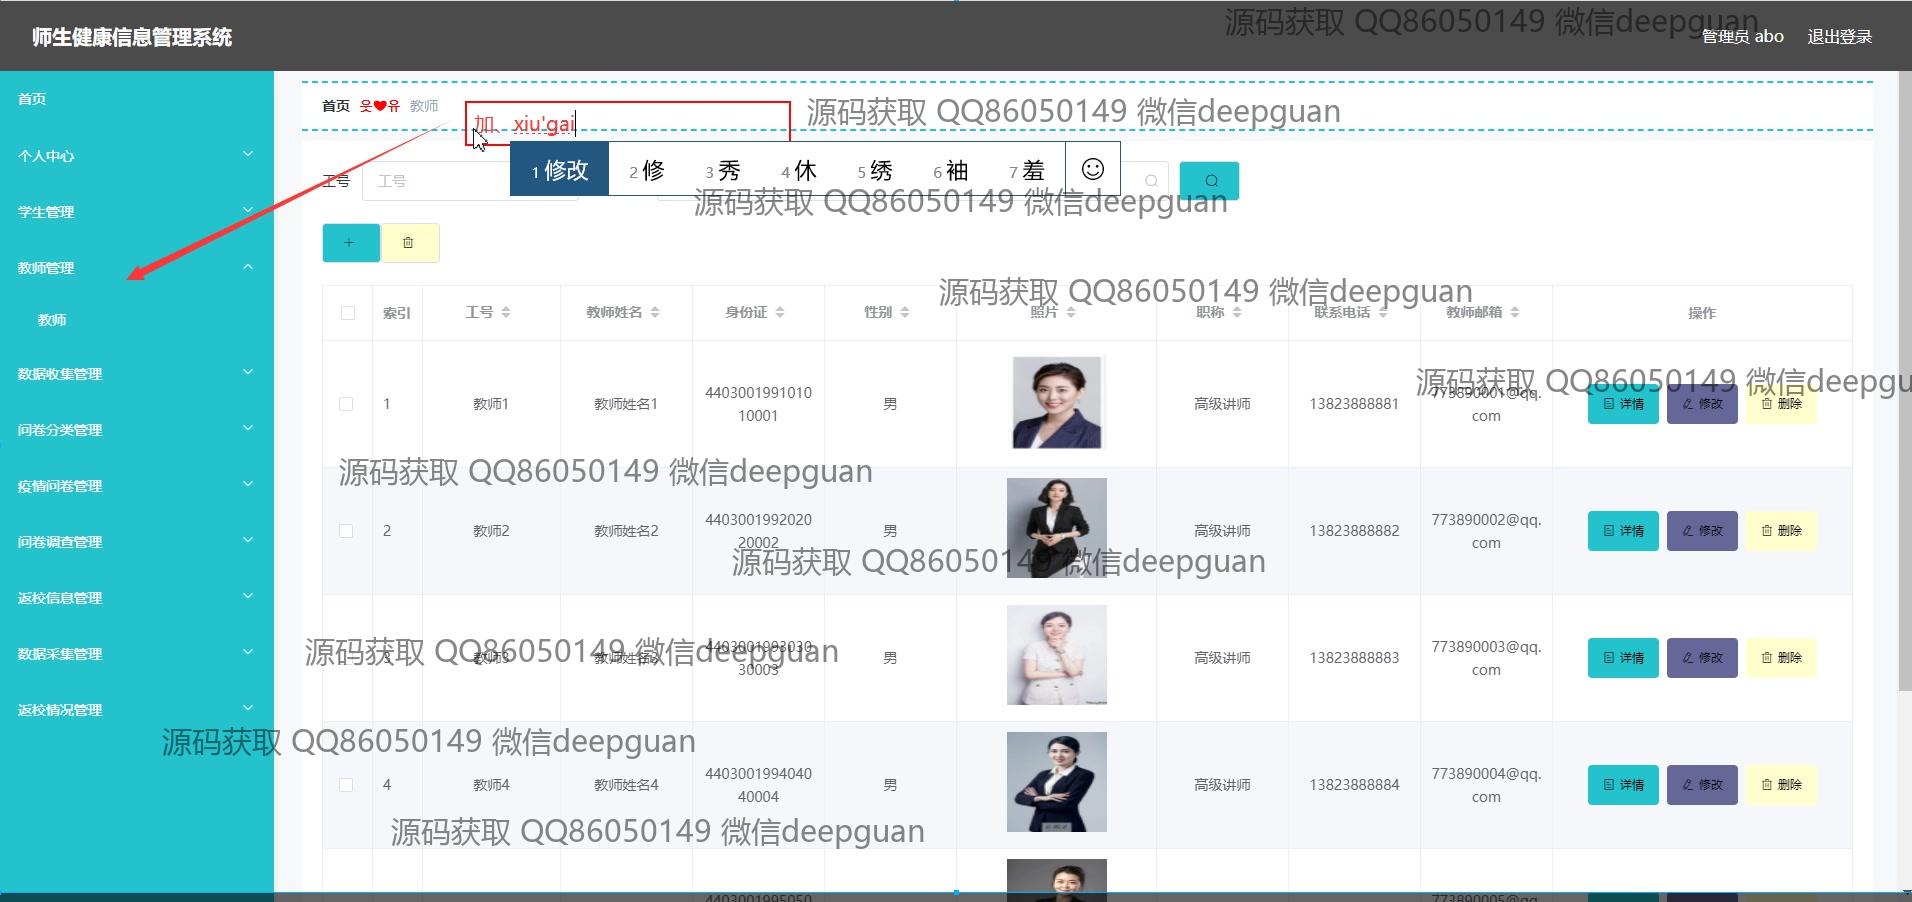 师生健康信息管理系统
源码获取 QQ86050149 微信deepguan
管理员 abo 退出登录
首页
个人中心
学生管理
教师管理
教师
数据收集管理
问卷分类管理
疫情问卷管理
问卷调查管理
返校信息管理
数据采集管理
返校情况管理
首页 웃❤유 教师
加、xiu'gai
源码获取 QQ86050149 微信deepguan
1 修改 2 修 3 秀 4 休 5 绣 6 袖 7 羞
工号 工号
源码获取 QQ86050149 微信deepguan
源码获取 QQ86050149 微信deepguan
索引 工号 教师姓名 身份证 性别 照片 职称 联系电话 教师邮箱 操作
源码获取 QQ86050149 微信deepgu
1 教师1 教师姓名1 440300199101010001 男 高级讲师 13823888881 773890001@qq.com 详情 修改 删除
源码获取 QQ86050149 微信deepguan
2 教师2 教师姓名2 440300199202020002 男 高级讲师 13823888882 773890002@qq.com 详情 修改 删除
源码获取 QQ86050149 微信deepguan
3 教师3 教师姓名3 440300199303030003 男 高级讲师 13823888883 773890003@qq.com 详情 修改 删除
源码获取 QQ86050149 微信deepguan
源码获取 QQ86050149 微信deepguan
4 教师4 教师姓名4 440300199404040004 男 高级讲师 13823888884 773890004@qq.com 详情 修改 删除
源码获取 QQ86050149 微信deepguan
4403001995050 773890005@qq.